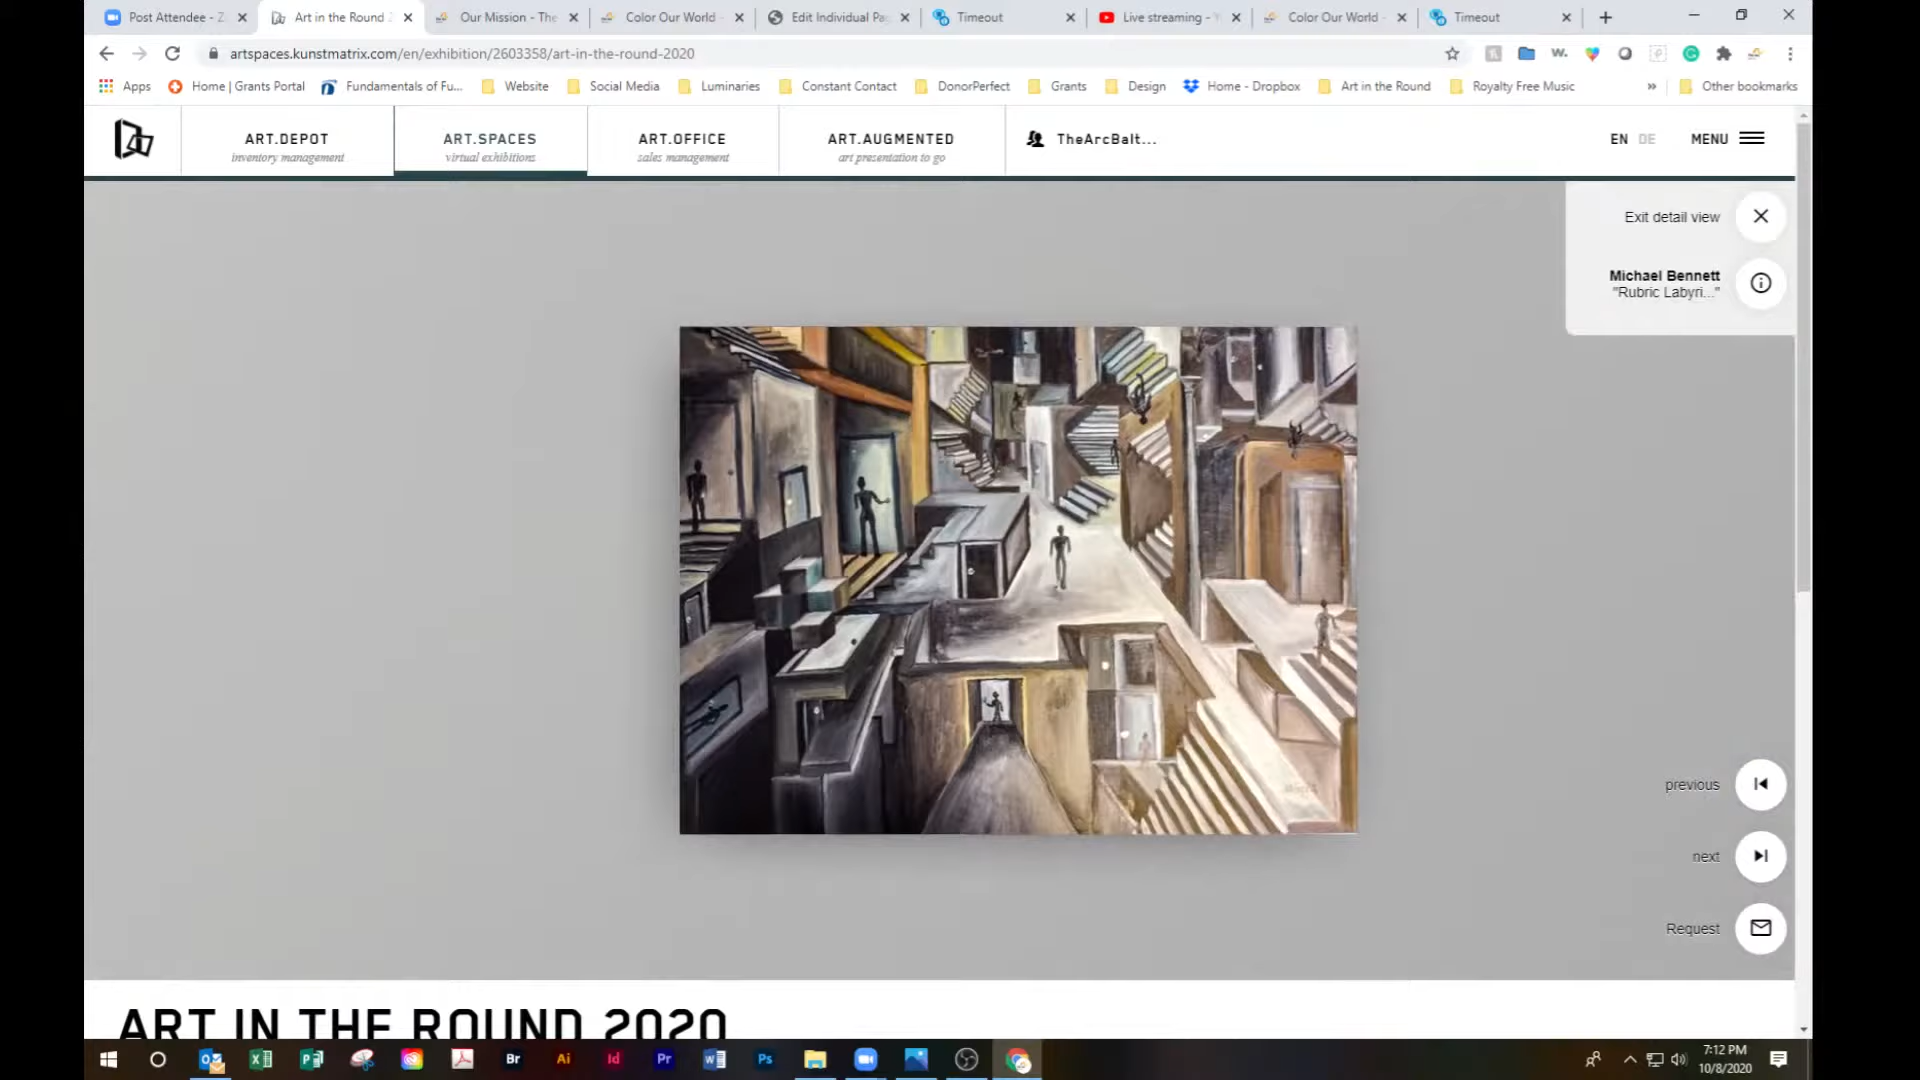 Post Attendee - Z
Art in the Round
Our Mission - The
Color Our World
Edit Individual Pa
Timeout
Live streaming -
Color Our World
Timeout
artspaces.kunstmatrix.com/en/exhibition/2603358/art-in-the-round-2020
Apps
Home | Grants Portal
Fundamentals of Fu...
Website
Social Media
Luminaries
Constant Contact
DonorPerfect
Grants
Design
Home - Dropbox
Art in the Round
Royalty Free Music
Other bookmarks
ART.DEPOT
inventory management
ART.SPACES
virtual exhibitions
ART.OFFICE
sales management
ART.AUGMENTED
art presentation to go
TheArcBalt...
EN DE
MENU
Exit detail view
Michael Bennett
"Rubric Labyri..."
previous
next
Request
ART IN THE ROUND 2020
Br
Ai
Id
Pr
Ps
7:12 PM
10/8/2020